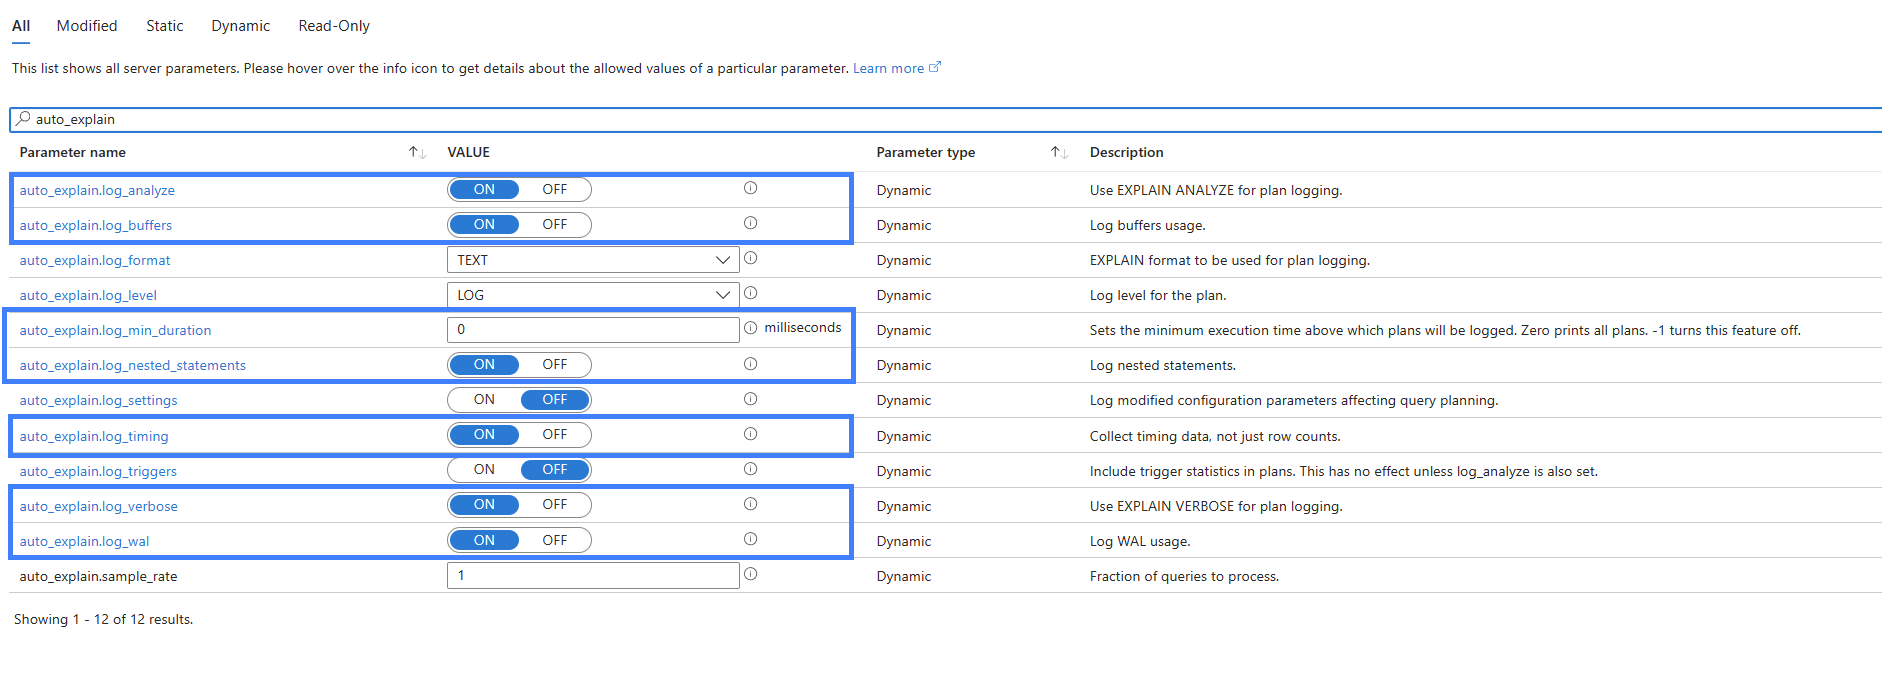 All Modified Static Dynamic Read-Only
This list shows all server parameters. Please hover over the info icon to get details about the allowed values of a particular parameter. Learn more
auto_explain
Parameter name VALUE Parameter type Description
auto_explain.log_analyze ON OFF Dynamic Use EXPLAIN ANALYZE for plan logging.
auto_explain.log_buffers ON OFF Dynamic Log buffers usage.
auto_explain.log_format TEXT Dynamic EXPLAIN format to be used for plan logging.
auto_explain.log_level LOG Dynamic Log level for the plan.
auto_explain.log_min_duration 0 milliseconds Dynamic Sets the minimum execution time above which plans will be logged. Zero prints all plans. -1 turns this feature off.
auto_explain.log_nested_statements ON OFF Dynamic Log nested statements.
auto_explain.log_settings ON OFF Dynamic Log modified configuration parameters affecting query planning.
auto_explain.log_timing ON OFF Dynamic Collect timing data, not just row counts.
auto_explain.log_triggers ON OFF Dynamic Include trigger statistics in plans. This has no effect unless log_analyze is also set.
auto_explain.log_verbose ON OFF Dynamic Use EXPLAIN VERBOSE for plan logging.
auto_explain.log_wal ON OFF Dynamic Log WAL usage.
auto_explain.sample_rate 1 Dynamic Fraction of queries to process.
Showing 1 - 12 of 12 results.